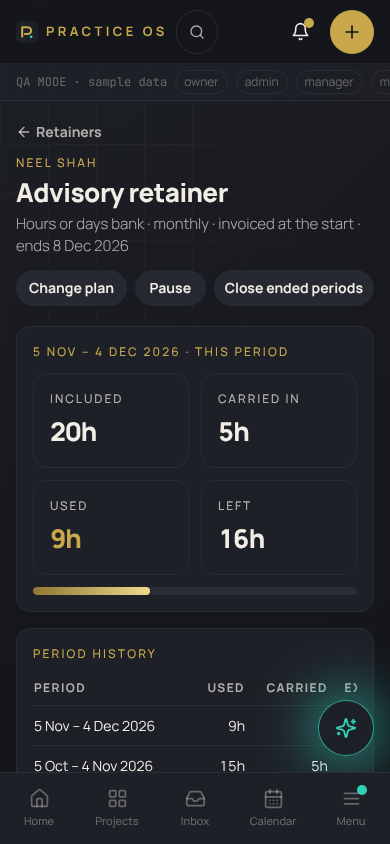 PRACTICE OS
QA MODE · sample data owner admin manager
← Retainers
NEEL SHAH
Advisory retainer
Hours or days bank · monthly · invoiced at the start ·
ends 8 Dec 2026
Change plan Pause Close ended periods
5 NOV – 4 DEC 2026 · THIS PERIOD
INCLUDED CARRIED IN
20h 5h
USED LEFT
9h 16h
PERIOD HISTORY
PERIOD USED CARRIED
5 Nov – 4 Dec 2026 9h
5 Oct – 4 Nov 2026 15h 5h
Home Projects Inbox Calendar Menu